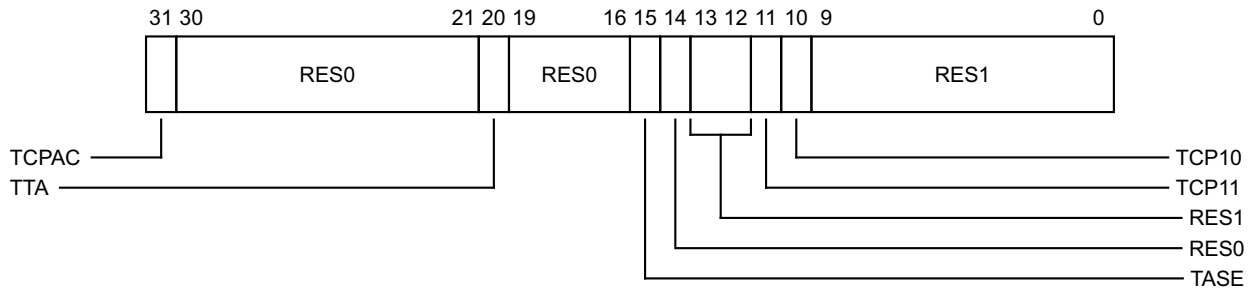 31 30 21 20 19 16 15 14 13 12 11 10 9 0
RES0 RES0 RES1
TCPAC TCP10
TTA TCP11
RES1
RES0
TASE